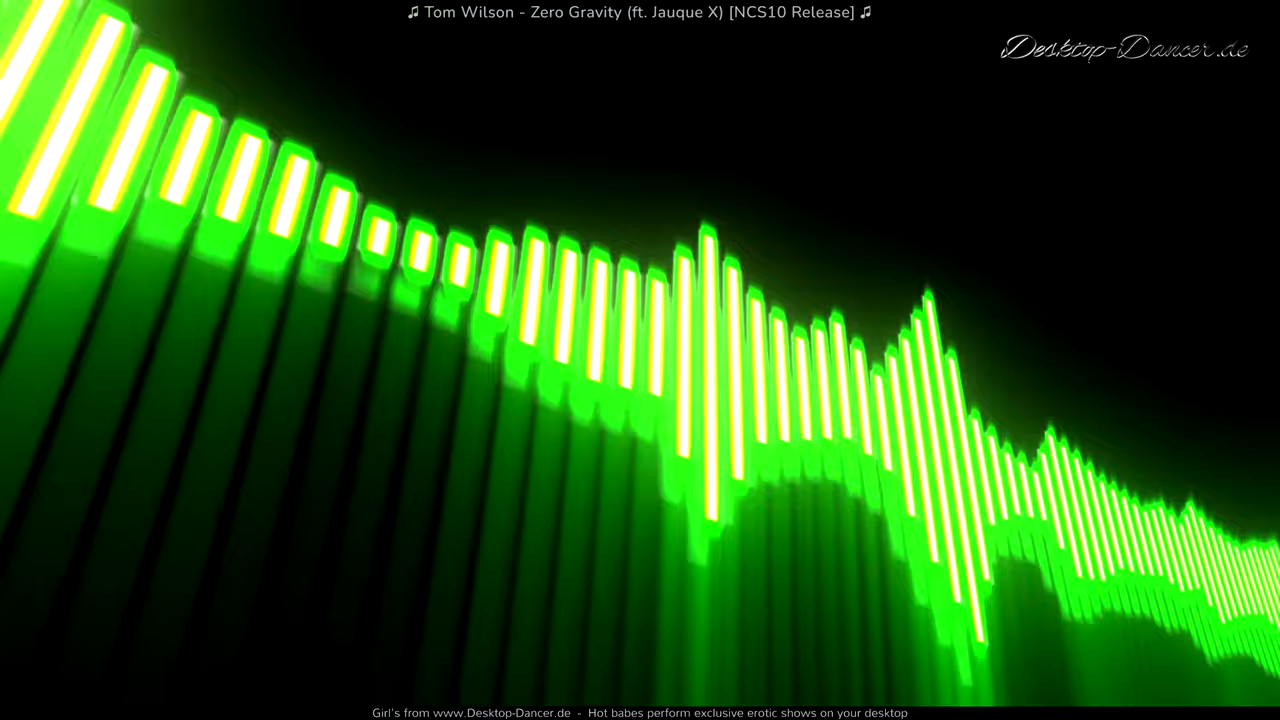 ♫ Tom Wilson - Zero Gravity (ft. Jauque X) [NCS10 Release] ♫
Desktop-Dancer.de
Girl's from www.Desktop-Dancer.de - Hot babes perform exclusive erotic shows on your desktop